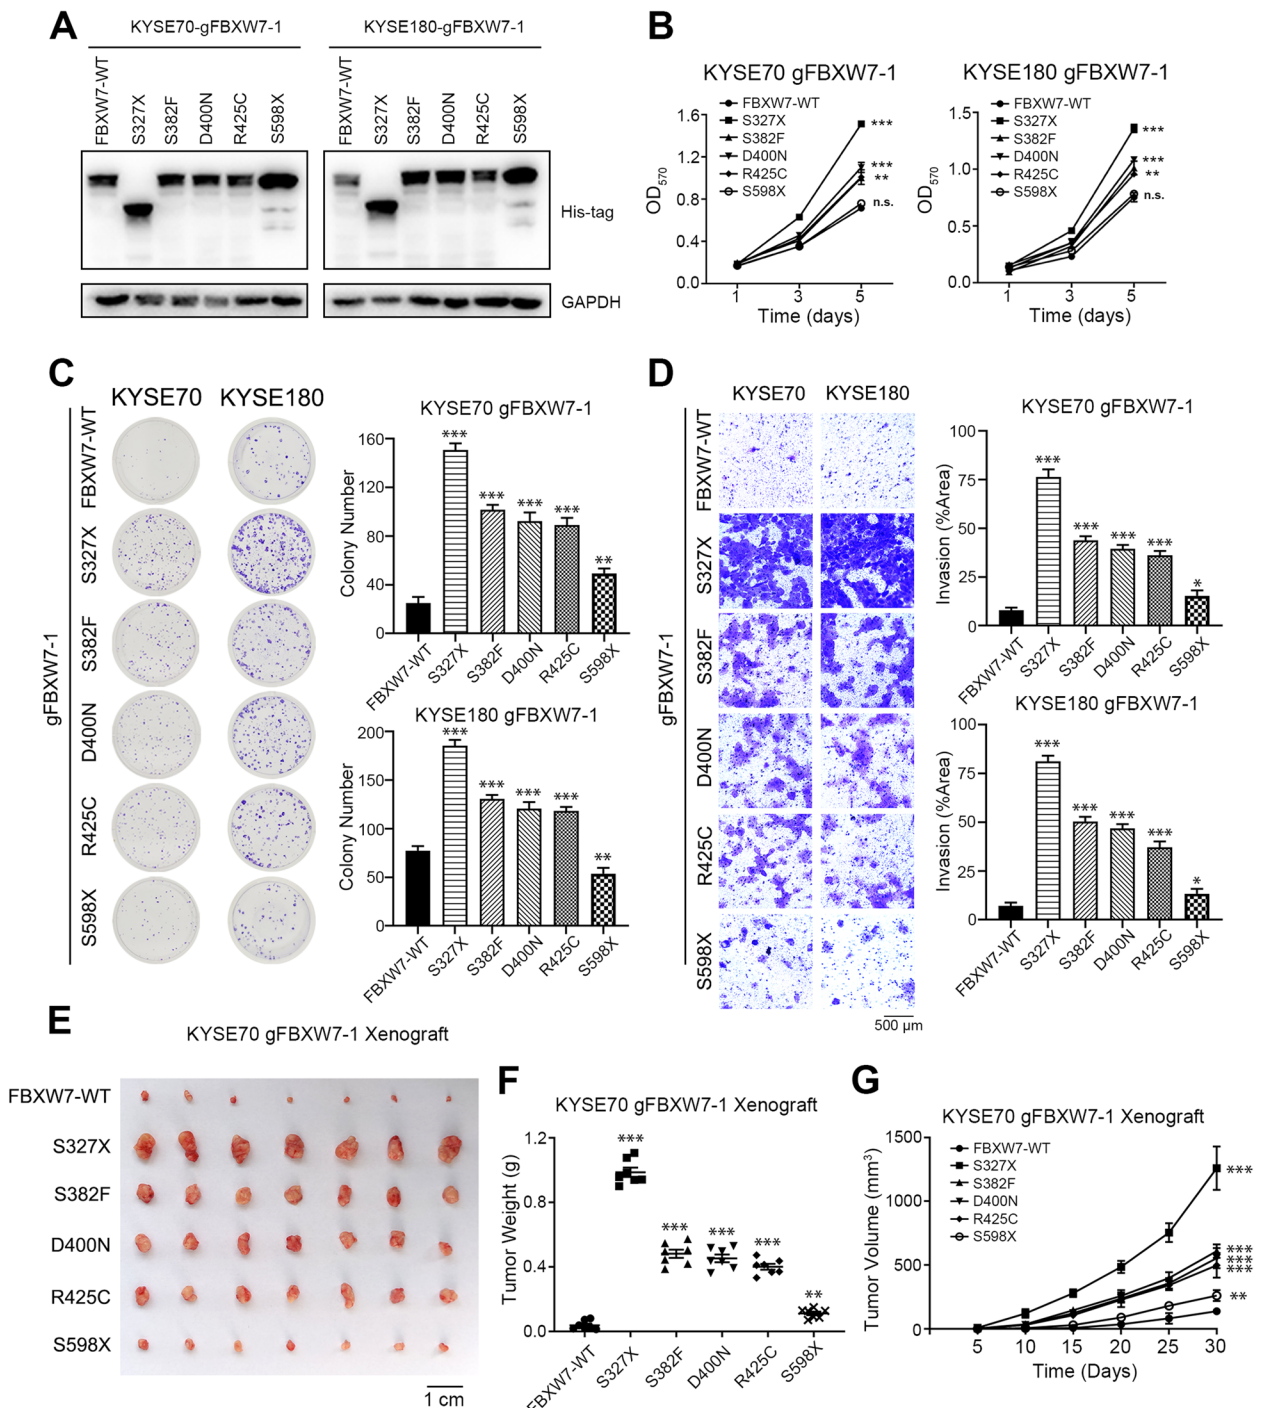 A
KYSE70-gFBXW7-1
KYSE180-gFBXW7-1
FBXW7-WT
S327X
S382F
D400N
R425C
S598X
FBXW7-WT
S327X
S382F
D400N
R425C
S598X
His-tag
GAPDH
B
KYSE70 gFBXW7-1
FBXW7-WT
S327X
S382F
D400N
R425C
S598X
OD570
1.6
1.2
0.8
0.4
0.0
***
***
**
n.s.
1 3 5
Time (days)
KYSE180 gFBXW7-1
FBXW7-WT
S327X
S382F
D400N
R425C
S598X
OD570
1.5
1.0
0.5
0.0
***
***
**
n.s.
1 3 5
Time (days)
C
KYSE70 KYSE180
gFBXW7-1
FBXW7-WT
S327X
S382F
D400N
R425C
S598X
KYSE70 gFBXW7-1
Colony Number
160
120
80
40
0
***
***
***
***
**
FBXW7-WT
S327X
S382F
D400N
R425C
S598X
KYSE180 gFBXW7-1
Colony Number
200
150
100
50
0
***
***
***
***
**
FBXW7-WT
S327X
S382F
D400N
R425C
S598X
D
KYSE70 KYSE180
gFBXW7-1
FBXW7-WT
S327X
S382F
D400N
R425C
S598X
500 μm
KYSE70 gFBXW7-1
Invasion (%Area)
100
75
50
25
0
***
***
***
***
*
FBXW7-WT
S327X
S382F
D400N
R425C
S598X
KYSE180 gFBXW7-1
Invasion (%Area)
100
75
50
25
0
***
***
***
***
*
FBXW7-WT
S327X
S382F
D400N
R425C
S598X
E
KYSE70 gFBXW7-1 Xenograft
FBXW7-WT
S327X
S382F
D400N
R425C
S598X
1 cm
F
KYSE70 gFBXW7-1 Xenograft
Tumor Weight (g)
1.2
0.8
0.4
0.0
***
***
***
***
**
FBXW7-WT
S327X
S382F
D400N
R425C
S598X
G
KYSE70 gFBXW7-1 Xenograft
Tumor Volume (mm³)
1500
1000
500
0
FBXW7-WT
S327X
S382F
D400N
R425C
S598X
***
***
***
***
**
5 10 15 20 25 30
Time (Days)